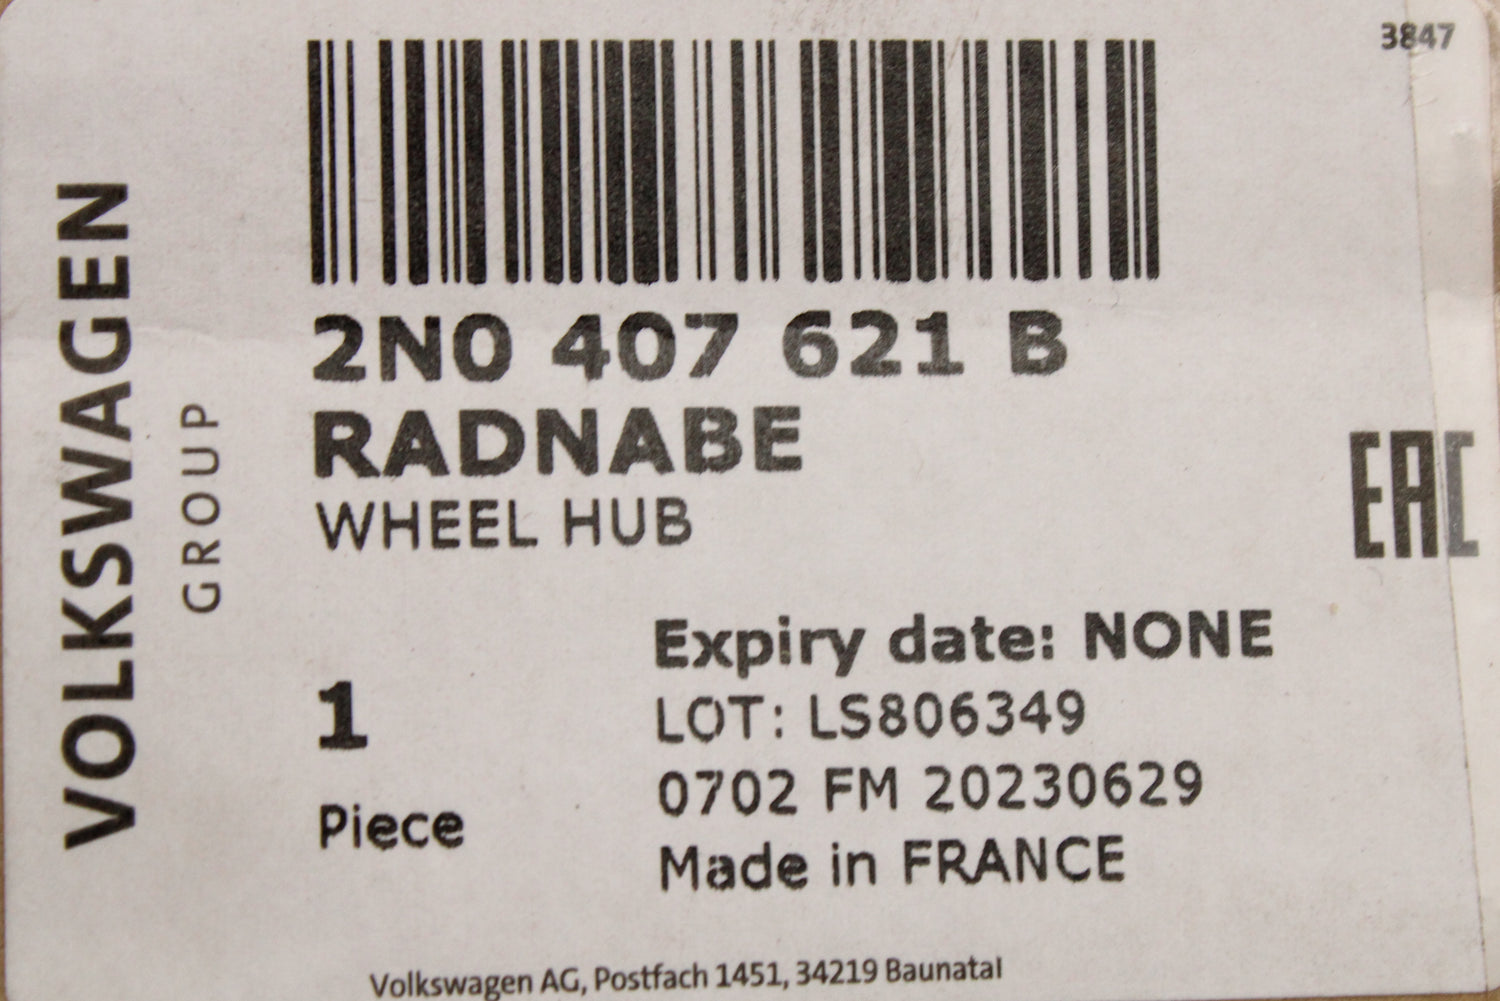 3847
VOLKSWAGEN
GROUP
2N0 407 621 B
RADNABE
WHEEL HUB
EAC
Expiry date: NONE
1
LOT: LS806349
0702 FM 20230629
Piece
Made in FRANCE
Volkswagen AG, Postfach 1451, 34219 Baunatal